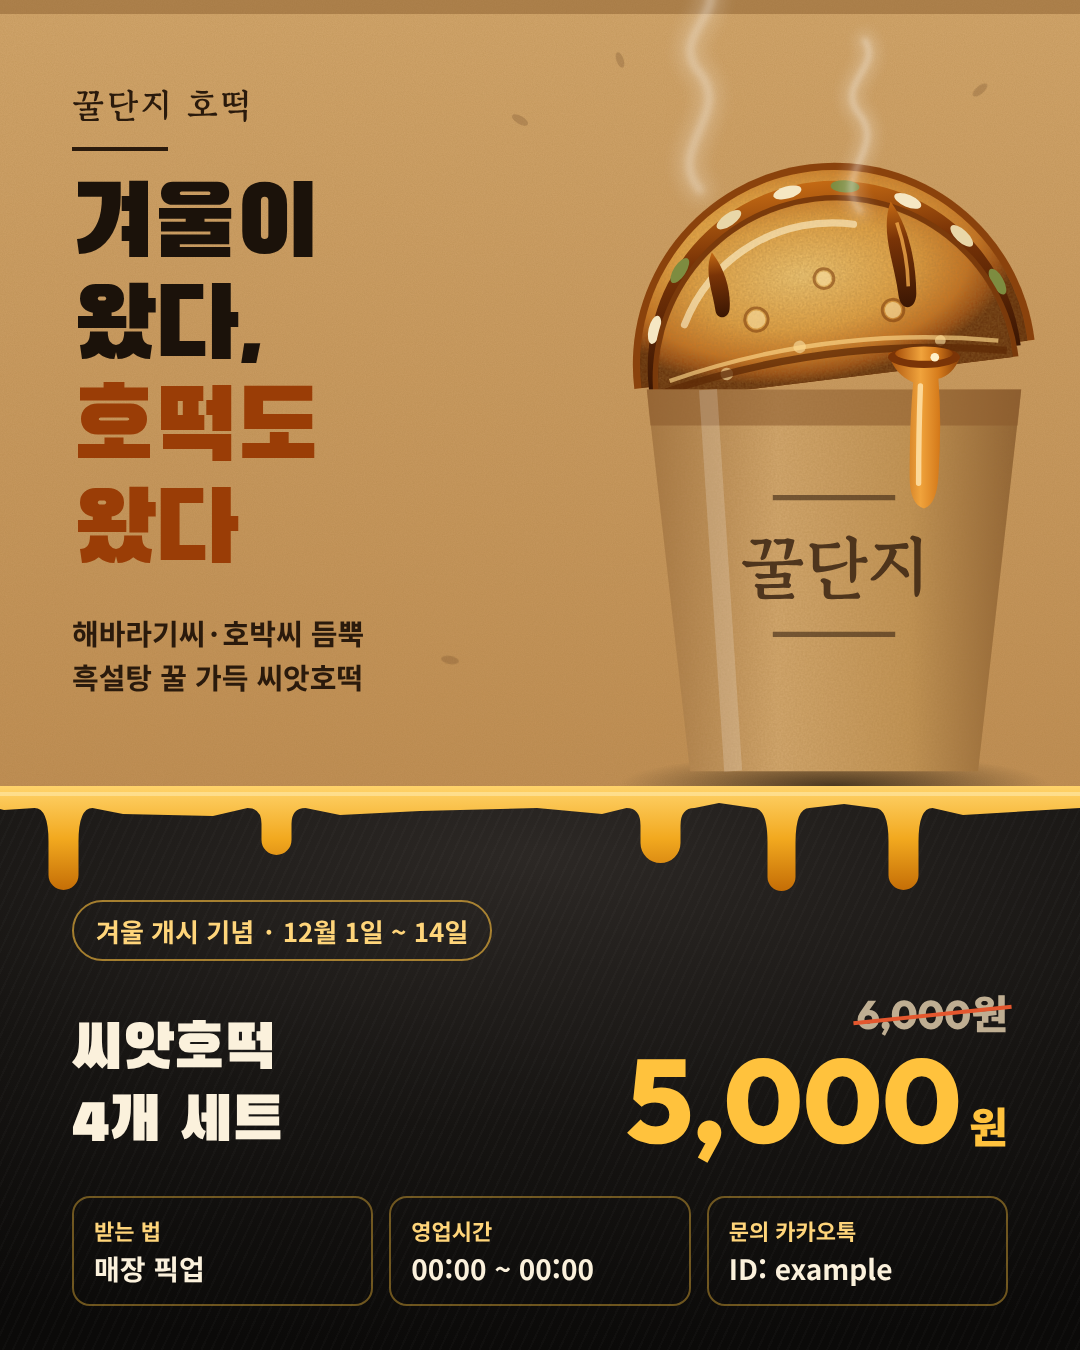 꿀단지 호떡
겨울이
왔다,
호떡도
왔다
해바라기씨·호박씨 듬뿍
흑설탕 꿀 가득 씨앗호떡
꿀단지
겨울 개시 기념 · 12월 1일 ~ 14일
씨앗호떡
4개 세트
6,000원
5,000원
받는 법
매장 픽업
영업시간
00:00 ~ 00:00
문의 카카오톡
ID: example